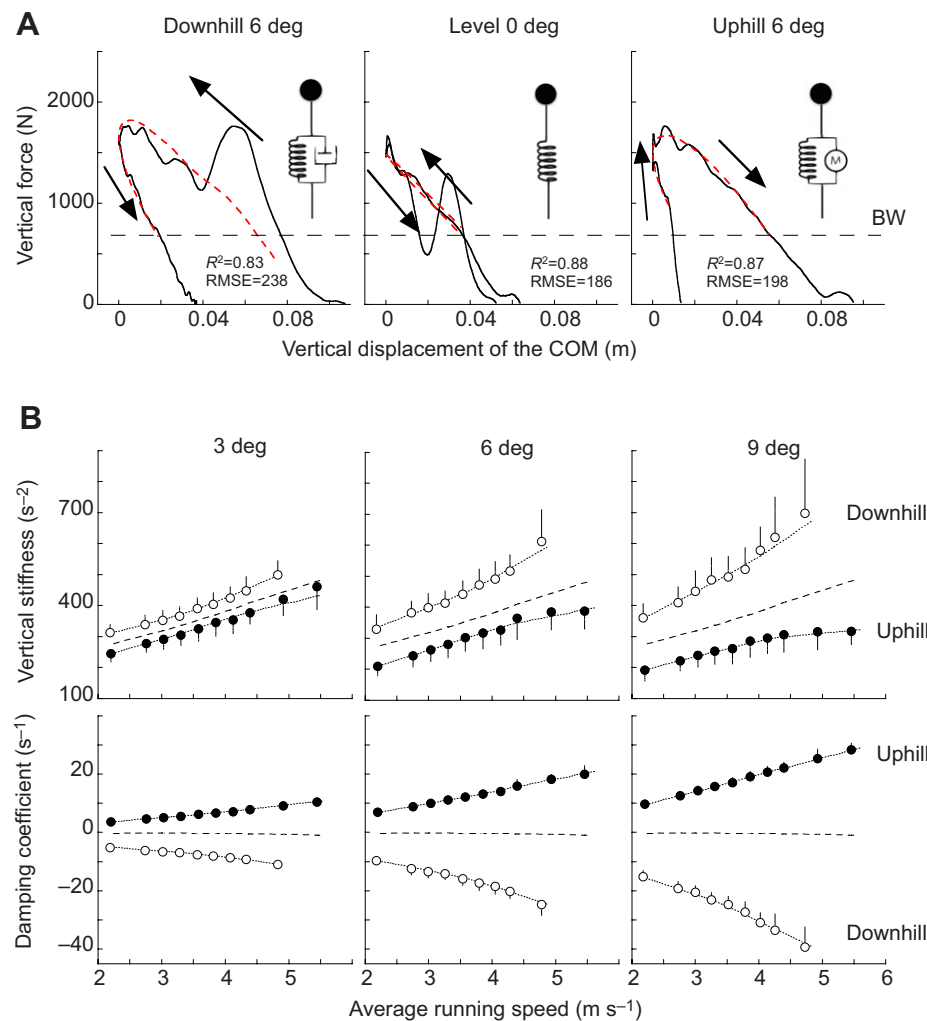 A
Downhill 6 deg
Level 0 deg
Uphill 6 deg
Vertical force (N)
2000
1000
0
M
BW
R²=0.83
RMSE=238
R²=0.88
RMSE=186
R²=0.87
RMSE=198
0 0.04 0.08
0 0.04 0.08
0 0.04 0.08
Vertical displacement of the COM (m)
B
3 deg
6 deg
9 deg
Vertical stiffness (s⁻²)
700
400
100
Downhill
Uphill
Damping coefficient (s⁻¹)
20
0
–20
–40
Uphill
Downhill
2 3 4 5
2 3 4 5
2 3 4 5 6
Average running speed (m s⁻¹)